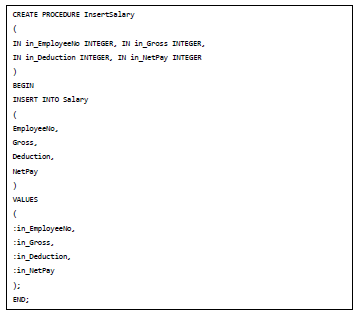 CREATE PROCEDURE InsertSalary
(
IN in_EmployeeNo INTEGER, IN in_Gross INTEGER,
IN in_Deduction INTEGER, IN in_NetPay INTEGER
)
BEGIN
INSERT INTO Salary
(
EmployeeNo,
Gross,
Deduction,
NetPay
)
VALUES
(
:in_EmployeeNo,
:in_Gross,
:in_Deduction,
:in_NetPay
);
END;